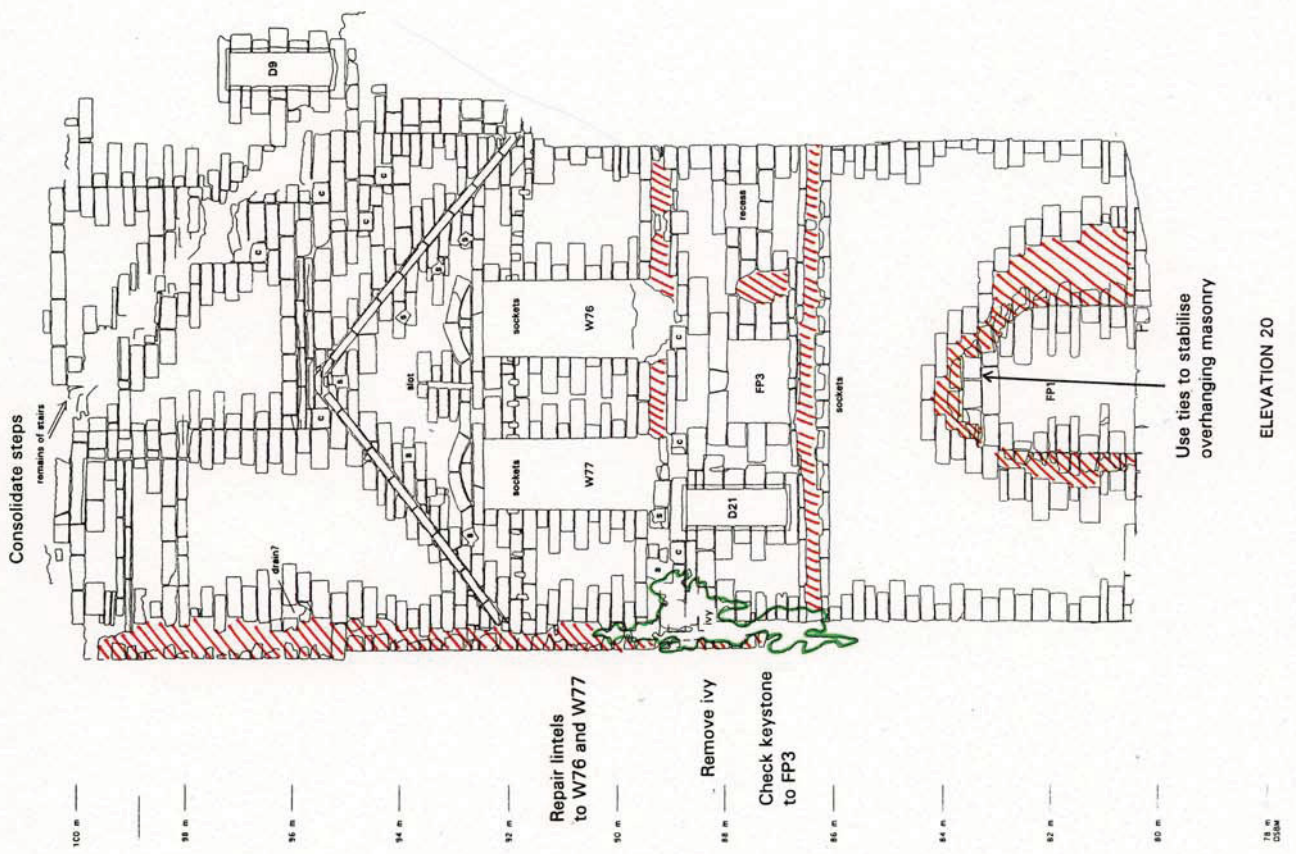 Consolidate steps
remains of stairs
D9
drain?
c
c
c
c
c
s
s
s
s
s
s
s
slot
sockets
sockets
W77
W76
s
s
c
c
c
D21
FP3
recess
ivy
sockets
FP1
Repair lintels
to W76 and W77
Remove ivy
Check keystone
to FP3
Use ties to stabilise
overhanging masonry
ELEVATION 20
100 m
98 m
96 m
94 m
92 m
90 m
88 m
86 m
84 m
82 m
80 m
78 m
OSBM